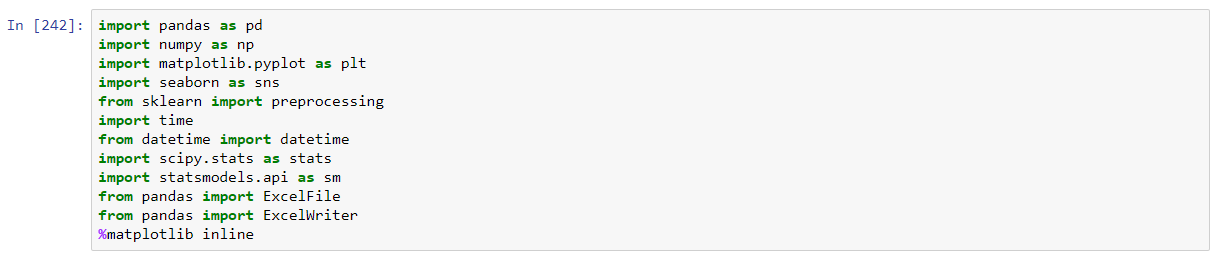 In [242]:
import pandas as pd
import numpy as np
import matplotlib.pyplot as plt
import seaborn as sns
from sklearn import preprocessing
import time
from datetime import datetime
import scipy.stats as stats
import statsmodels.api as sm
from pandas import ExcelFile
from pandas import ExcelWriter
%matplotlib inline